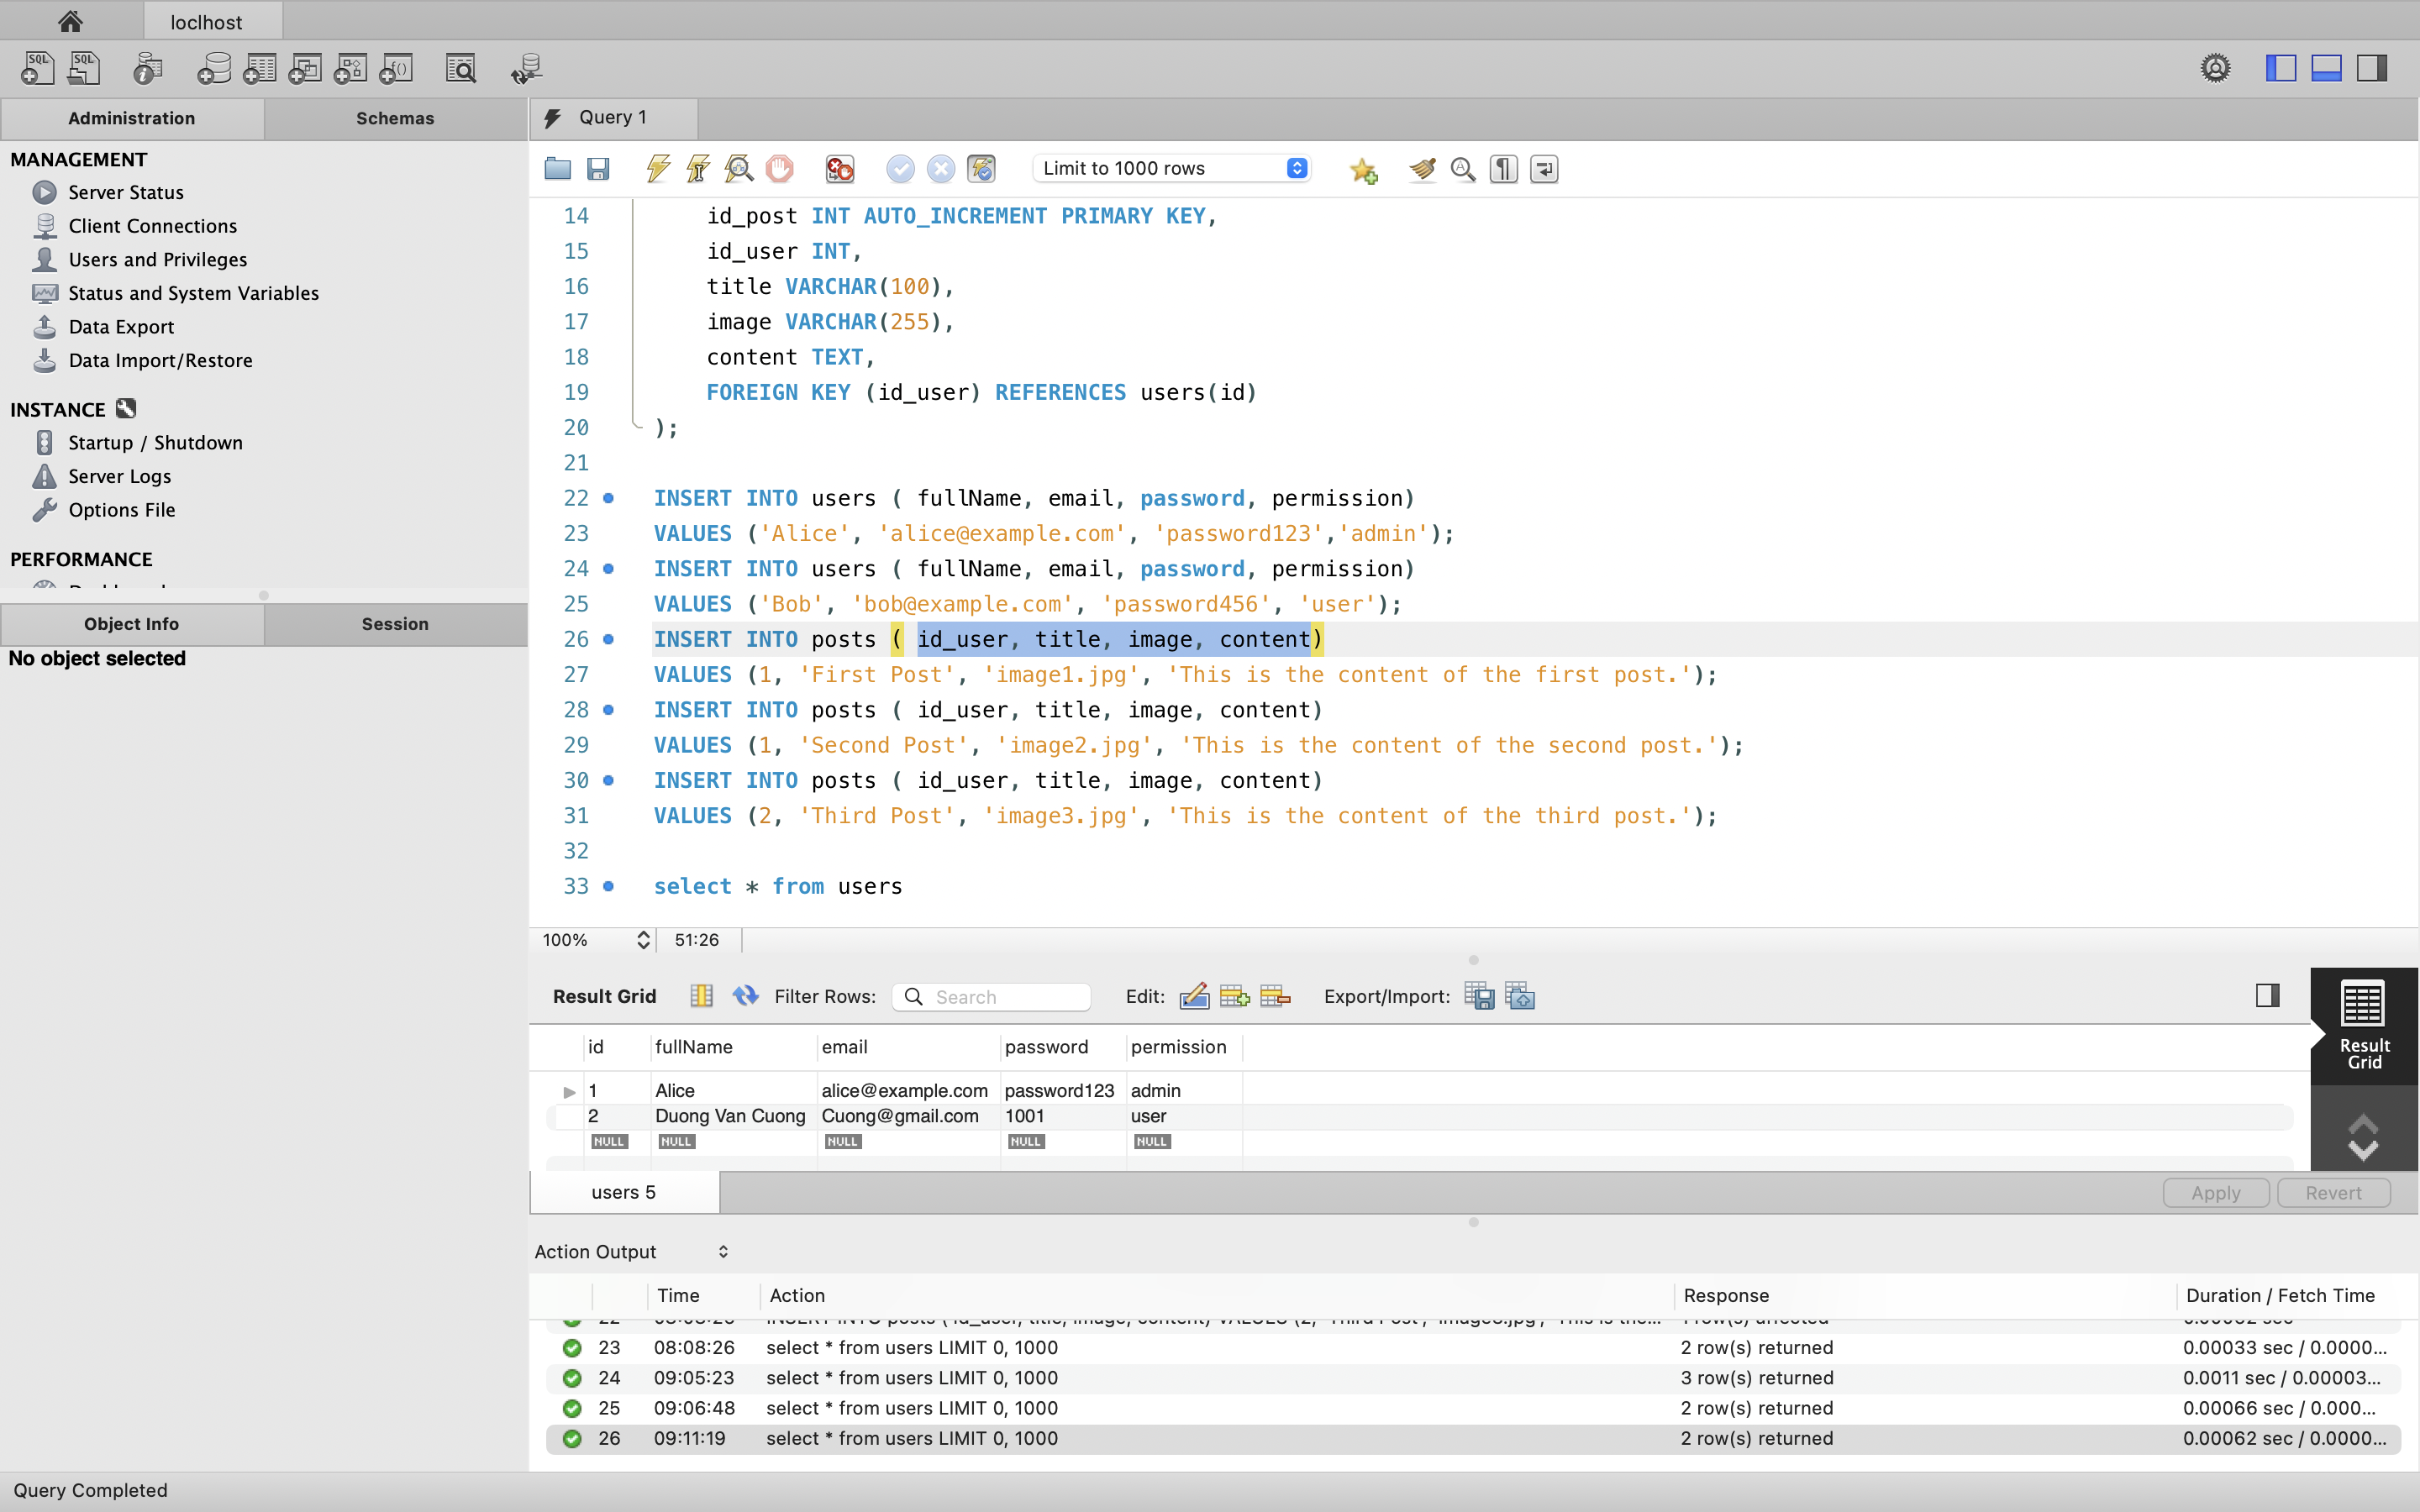 loclhost
Administration
Schemas
Query 1
MANAGEMENT
Server Status
Client Connections
Users and Privileges
Status and System Variables
Data Export
Data Import/Restore
INSTANCE
Startup / Shutdown
Server Logs
Options File
PERFORMANCE
Object Info
Session
No object selected
Limit to 1000 rows
14 id_post INT AUTO_INCREMENT PRIMARY KEY,
15 id_user INT,
16 title VARCHAR(100),
17 image VARCHAR(255),
18 content TEXT,
19 FOREIGN KEY (id_user) REFERENCES users(id)
20 );
21
22 INSERT INTO users ( fullName, email, password, permission)
23 VALUES ('Alice', 'alice@example.com', 'password123','admin');
24 INSERT INTO users ( fullName, email, password, permission)
25 VALUES ('Bob', 'bob@example.com', 'password456', 'user');
26 INSERT INTO posts ( id_user, title, image, content)
27 VALUES (1, 'First Post', 'image1.jpg', 'This is the content of the first post.');
28 INSERT INTO posts ( id_user, title, image, content)
29 VALUES (1, 'Second Post', 'image2.jpg', 'This is the content of the second post.');
30 INSERT INTO posts ( id_user, title, image, content)
31 VALUES (2, 'Third Post', 'image3.jpg', 'This is the content of the third post.');
32
33 select * from users
100% 51:26
Result Grid Filter Rows: Search Edit: Export/Import:
Result
Grid
id fullName email password permission
1 Alice alice@example.com password123 admin
2 Duong Van Cuong Cuong@gmail.com 1001 user
NULL NULL NULL NULL NULL
users 5
Apply Revert
Action Output
Time Action Response Duration / Fetch Time
23 08:08:26 select * from users LIMIT 0, 1000 2 row(s) returned 0.00033 sec / 0.0000...
24 09:05:23 select * from users LIMIT 0, 1000 3 row(s) returned 0.0011 sec / 0.00003...
25 09:06:48 select * from users LIMIT 0, 1000 2 row(s) returned 0.00066 sec / 0.000...
26 09:11:19 select * from users LIMIT 0, 1000 2 row(s) returned 0.00062 sec / 0.0000...
Query Completed